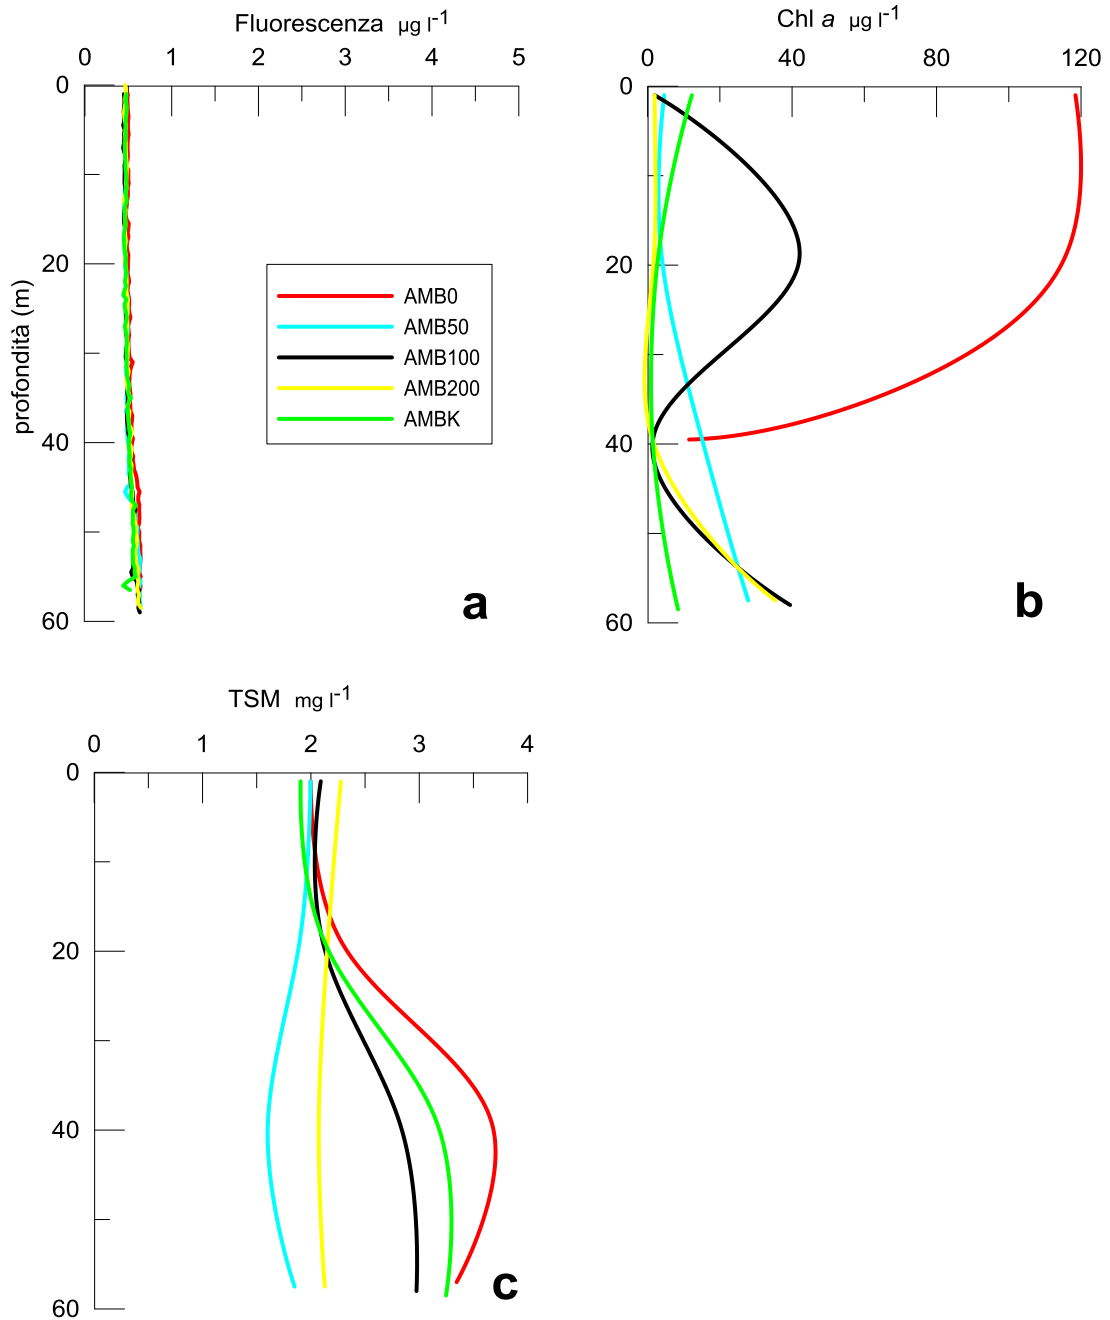 Fluorescenza µg l-1
0 1 2 3 4 5
0
20
40
60
profondità (m)
AMB0
AMB50
AMB100
AMB200
AMBK
a
Chl a µg l-1
0 40 80 120
0
20
40
60
b
TSM mg l-1
0 1 2 3 4
0
20
40
60
c